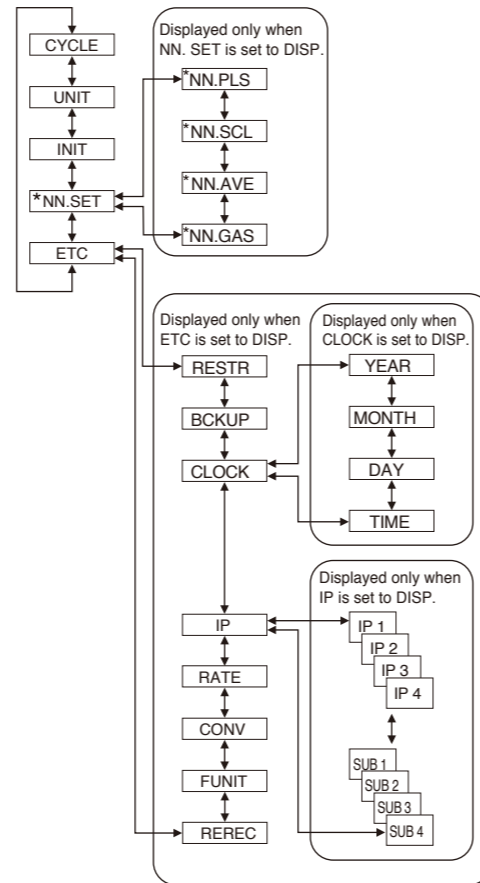 CYCLE
UNIT
INIT
*NN.SET
ETC
Displayed only when
NN. SET is set to DISP.
*NN.PLS
*NN.SCL
*NN.AVE
*NN.GAS
Displayed only when
ETC is set to DISP.
RESTR
BCKUP
CLOCK
IP
RATE
CONV
FUNIT
REREC
Displayed only when
CLOCK is set to DISP.
YEAR
MONTH
DAY
TIME
Displayed only when
IP is set to DISP.
IP 1
IP 2
IP 3
IP 4
SUB 1
SUB 2
SUB 3
SUB 4